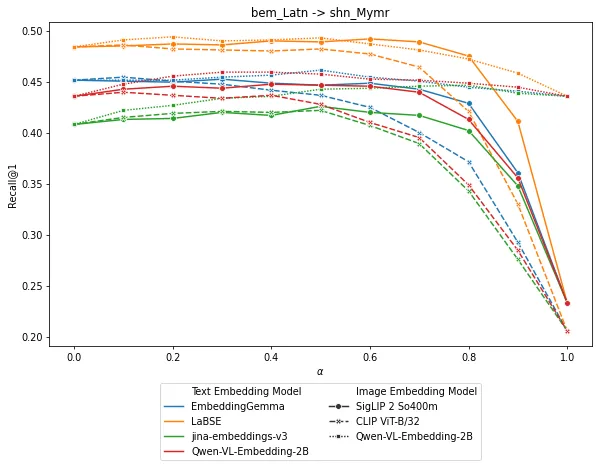 bem_Latn -> shn_Mymr
Recall@1
0.50
0.45
0.40
0.35
0.30
0.25
0.20
0.0 0.2 0.4 0.6 0.8 1.0
α
Text Embedding Model Image Embedding Model
EmbeddingGemma SigLIP 2 So400m
LaBSE CLIP ViT-B/32
jina-embeddings-v3 Qwen-VL-Embedding-2B
Qwen-VL-Embedding-2B